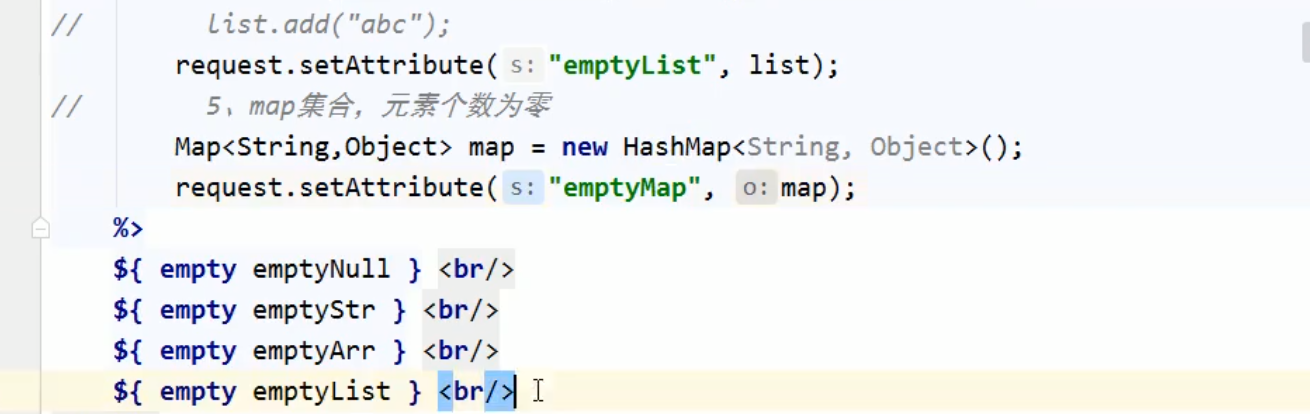 // list.add("abc");
request.setAttribute( s: "emptyList", list);
// 5、map集合，元素个数为零
Map<String,Object> map = new HashMap<String, Object>();
request.setAttribute( s: "emptyMap", o: map);
%>
${ empty emptyNull } <br/>
${ empty emptyStr } <br/>
${ empty emptyArr } <br/>
${ empty emptyList } <br/>